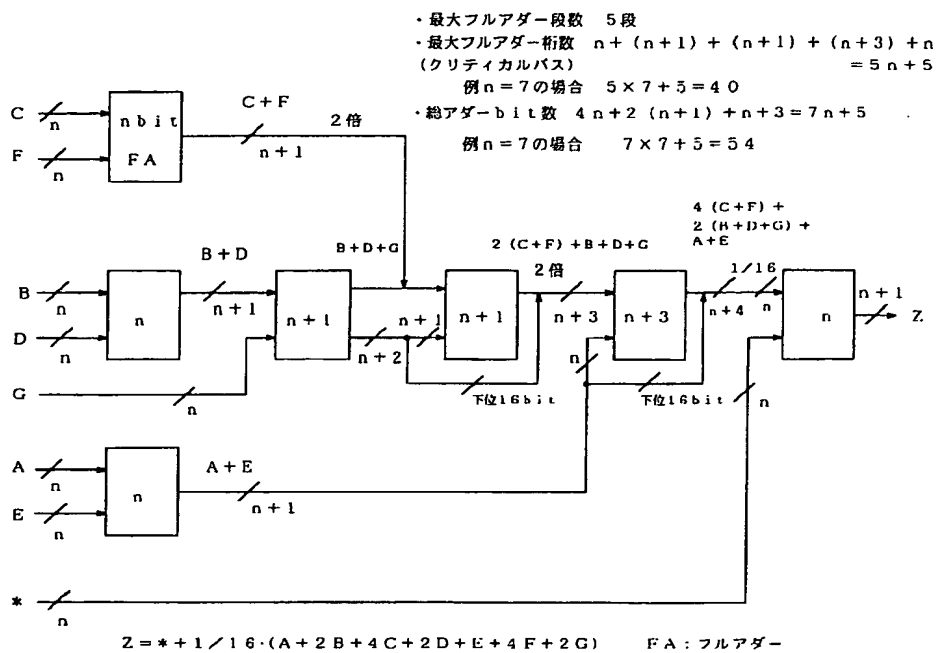 ・最大フルアダー段数 5段
・最大フルアダー桁数 n+(n+1)+(n+1)+(n+3)+n
(クリティカルパス) =5n+5
例n=7の場合 5×7+5=40
・総アダーbit数 4n+2(n+1)+n+3=7n+5
例n=7の場合 7×7+5=54
C
n
F
n
nbit
FA
C+F
n+1
2倍
B
n
D
n
n
B+D
n+1
G
n
n+1
B+D+G
n+2
n+1
n+1
下位16bit
2(C+F)+B+D+G
2倍
n+3
n
n+3
下位16bit
4(C+F)+
2(B+D+G)+
A+E
n+4
1/16
n
n
n
n+1
Z
A
n
E
n
n
A+E
n+1
*
n
Z=*+1/16·(A+2B+4C+2D+E+4F+2G) FA:フルアダー